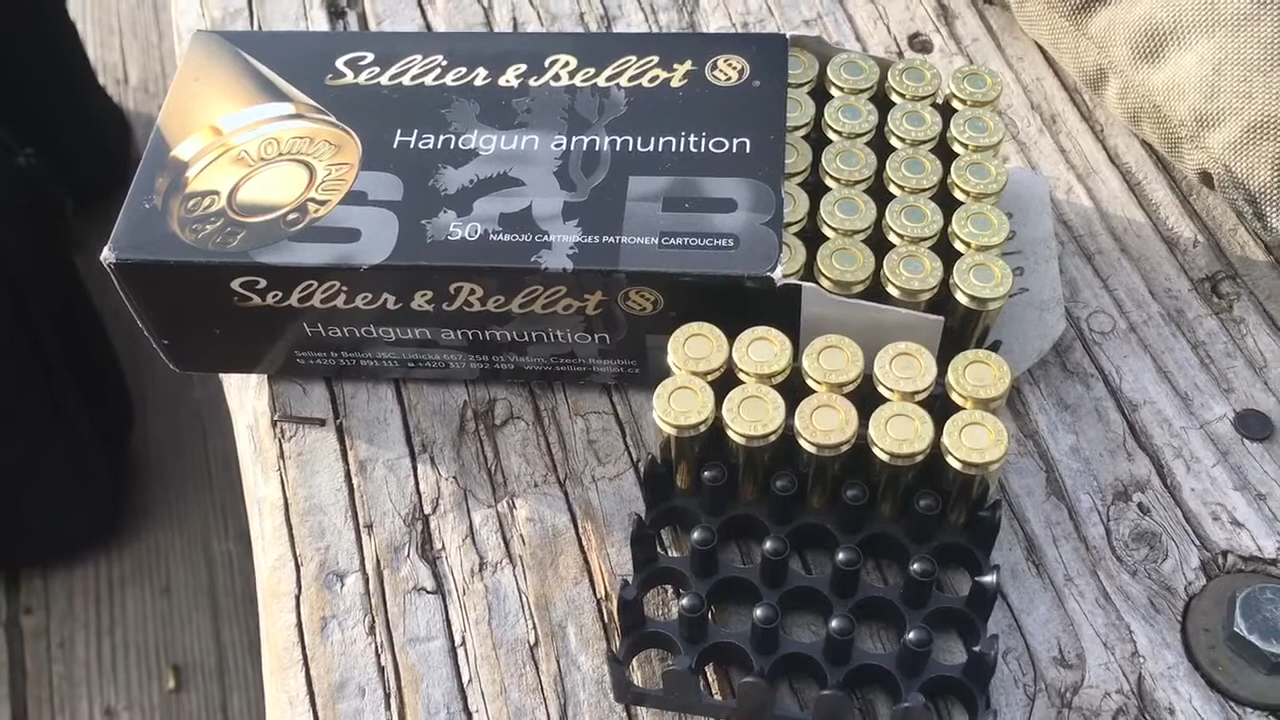 Sellier & Bellot
Handgun ammunition
10mm AUTO
S&B
S B
50 NÁBOJŮ CARTRIDGES PATRONEN CARTOUCHES
Sellier & Bellot
Handgun ammunition
Sellier & Bellot JSC, Lidická 667, 258 01 Vlašim, Czech Republic
+420 317 891 111 +420 317 892 489 www.sellier-bellot.cz